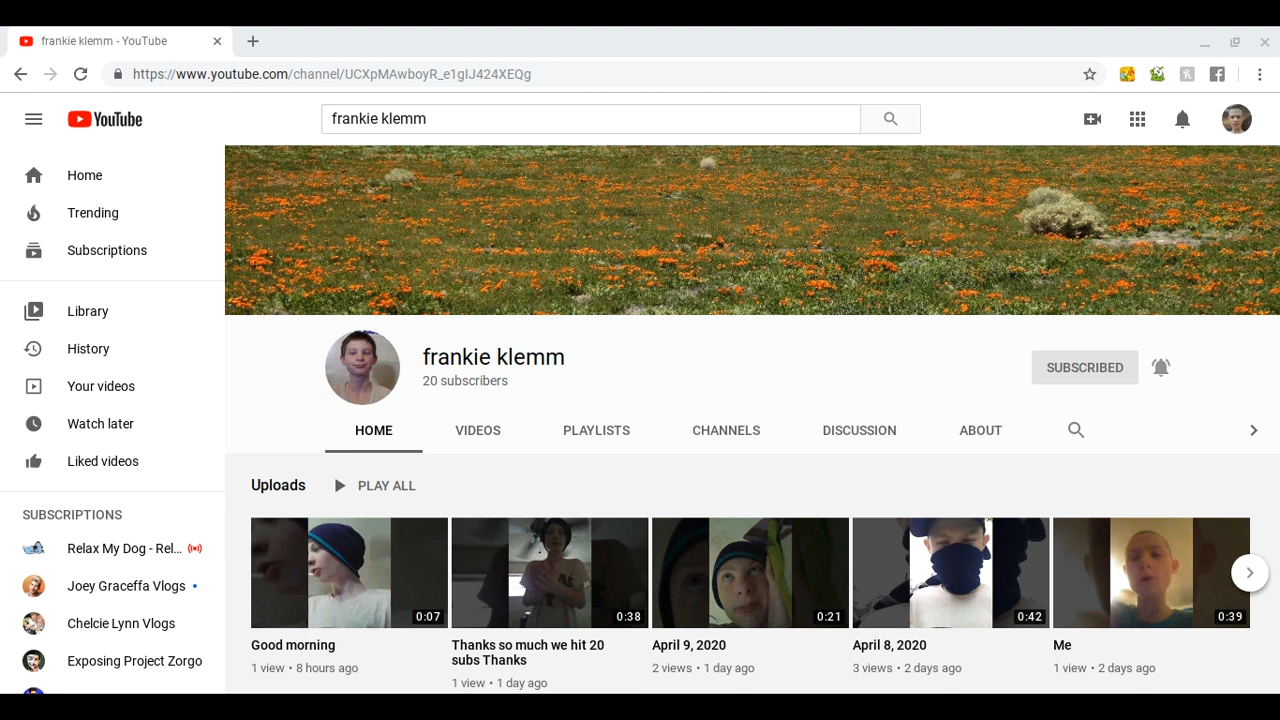 frankie klemm - YouTube
https://www.youtube.com/channel/UCXpMAwboyR_e1gIJ424XEQg
YouTube
frankie klemm
Home
Trending
Subscriptions
Library
History
Your videos
Watch later
Liked videos
SUBSCRIPTIONS
Relax My Dog - Rel...
Joey Graceffa Vlogs
Chelcie Lynn Vlogs
Exposing Project Zorgo
frankie klemm
20 subscribers
SUBSCRIBED
HOME VIDEOS PLAYLISTS CHANNELS DISCUSSION ABOUT
Uploads PLAY ALL
0:07 0:38 0:21 0:42 0:39
Good morning
1 view • 8 hours ago
Thanks so much we hit 20
subs Thanks
1 view • 1 day ago
April 9, 2020
2 views • 1 day ago
April 8, 2020
3 views • 2 days ago
Me
1 view • 2 days ago